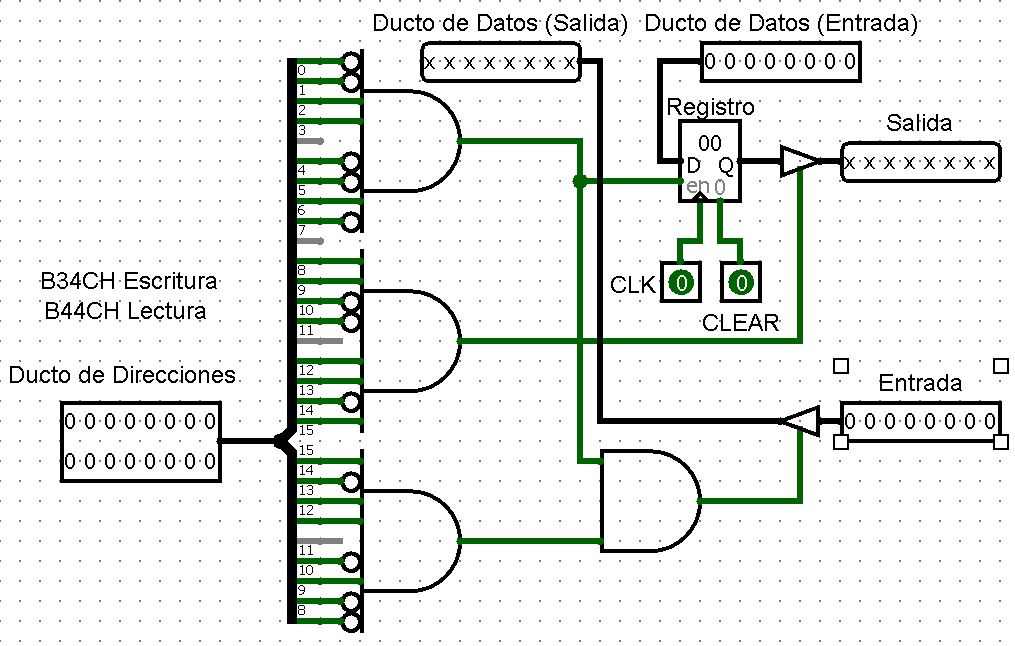 Ducto de Datos (Salida)
Ducto de Datos (Entrada)
x x x x x x x x
0 0 0 0 0 0 0 0
Registro
00
D Q
en 0
Salida
x x x x x x x x
CLK
0
0
CLEAR
B34CH Escritura
B44CH Lectura
Ducto de Direcciones
0 0 0 0 0 0 0 0
0 0 0 0 0 0 0 0
Entrada
0 0 0 0 0 0 0 0
0
1
2
3
4
5
6
7
8
9
10
11
12
13
14
15
15
14
13
12
11
10
9
8